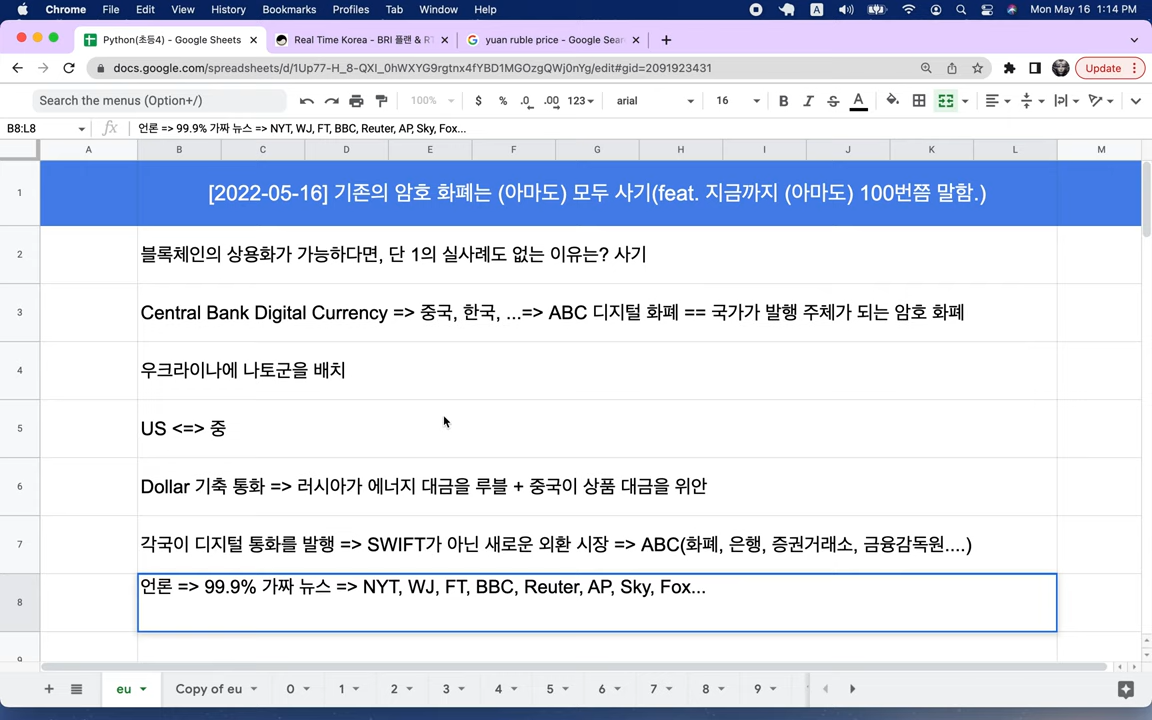 Chrome File Edit View History Bookmarks Profiles Tab Window Help A Mon May 16 1:14 PM
Python(초등4) - Google Sheets Real Time Korea - BRI 플랜 & R yuan ruble price - Google Sear
docs.google.com/spreadsheets/d/1Up77-H_8-QXI_0hWXYG9rgtnx4fYBD1MGOzgQWj0nYg/edit#gid=2091923431 Update
Search the menus (Option+/) 100% $ % .0 .00 123 arial 16 B I S A
B8:L8 fx 언론 => 99.9% 가짜 뉴스 => NYT, WJ, FT, BBC, Reuter, AP, Sky, Fox...
A B C D E F G H I J K L M
1 [2022-05-16] 기존의 암호 화폐는 (아마도) 모두 사기(feat. 지금까지 (아마도) 100번쯤 말함.)
2 블록체인의 상용화가 가능하다면, 단 1의 실사례도 없는 이유는? 사기
3 Central Bank Digital Currency => 중국, 한국, ...=> ABC 디지털 화폐 == 국가가 발행 주체가 되는 암호 화폐
4 우크라이나에 나토군을 배치
5 US <=> 중
6 Dollar 기축 통화 => 러시아가 에너지 대금을 루블 + 중국이 상품 대금을 위안
7 각국이 디지털 통화를 발행 => SWIFT가 아닌 새로운 외환 시장 => ABC(화폐, 은행, 증권거래소, 금융감독원....)
8 언론 => 99.9% 가짜 뉴스 => NYT, WJ, FT, BBC, Reuter, AP, Sky, Fox...
9
eu Copy of eu 0 1 2 3 4 5 6 7 8 9